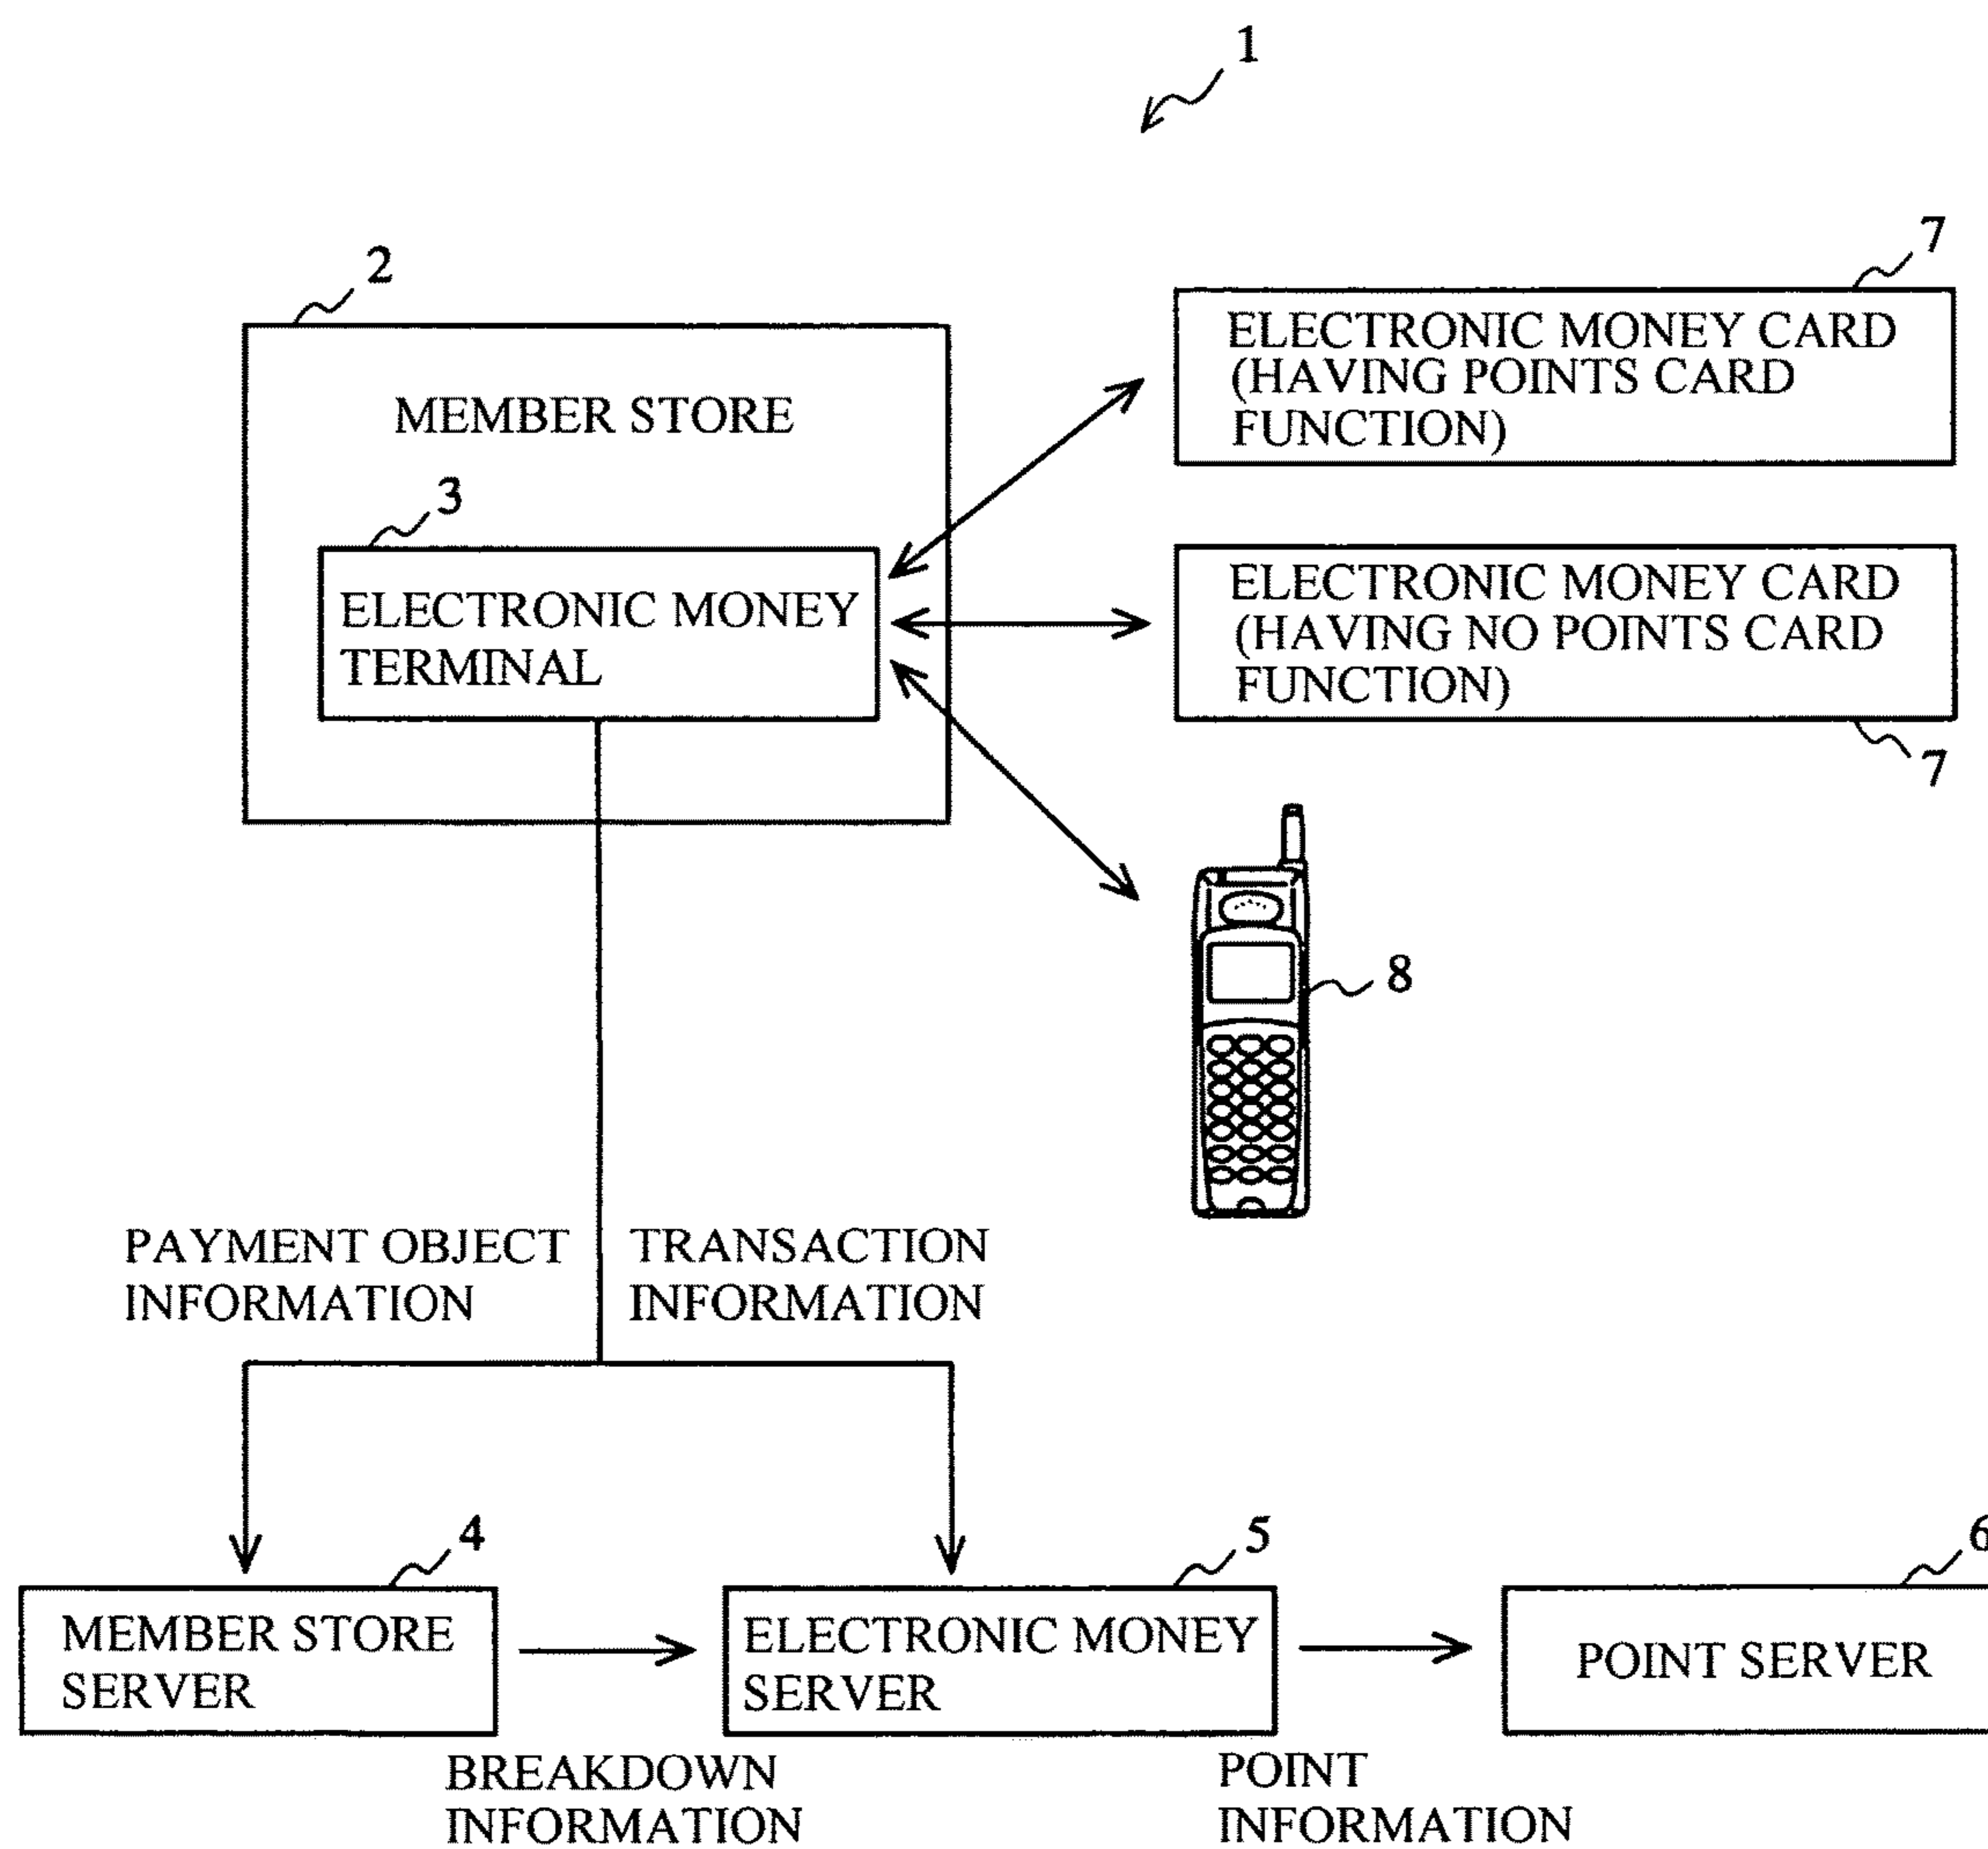 1
2
7
ELECTRONIC MONEY CARD
(HAVING POINTS CARD
FUNCTION)
MEMBER STORE
3
ELECTRONIC MONEY
TERMINAL
ELECTRONIC MONEY CARD
(HAVING NO POINTS CARD
FUNCTION)
7
8
PAYMENT OBJECT
INFORMATION
TRANSACTION
INFORMATION
4
MEMBER STORE
SERVER
5
ELECTRONIC MONEY
SERVER
6
POINT SERVER
BREAKDOWN
INFORMATION
POINT
INFORMATION